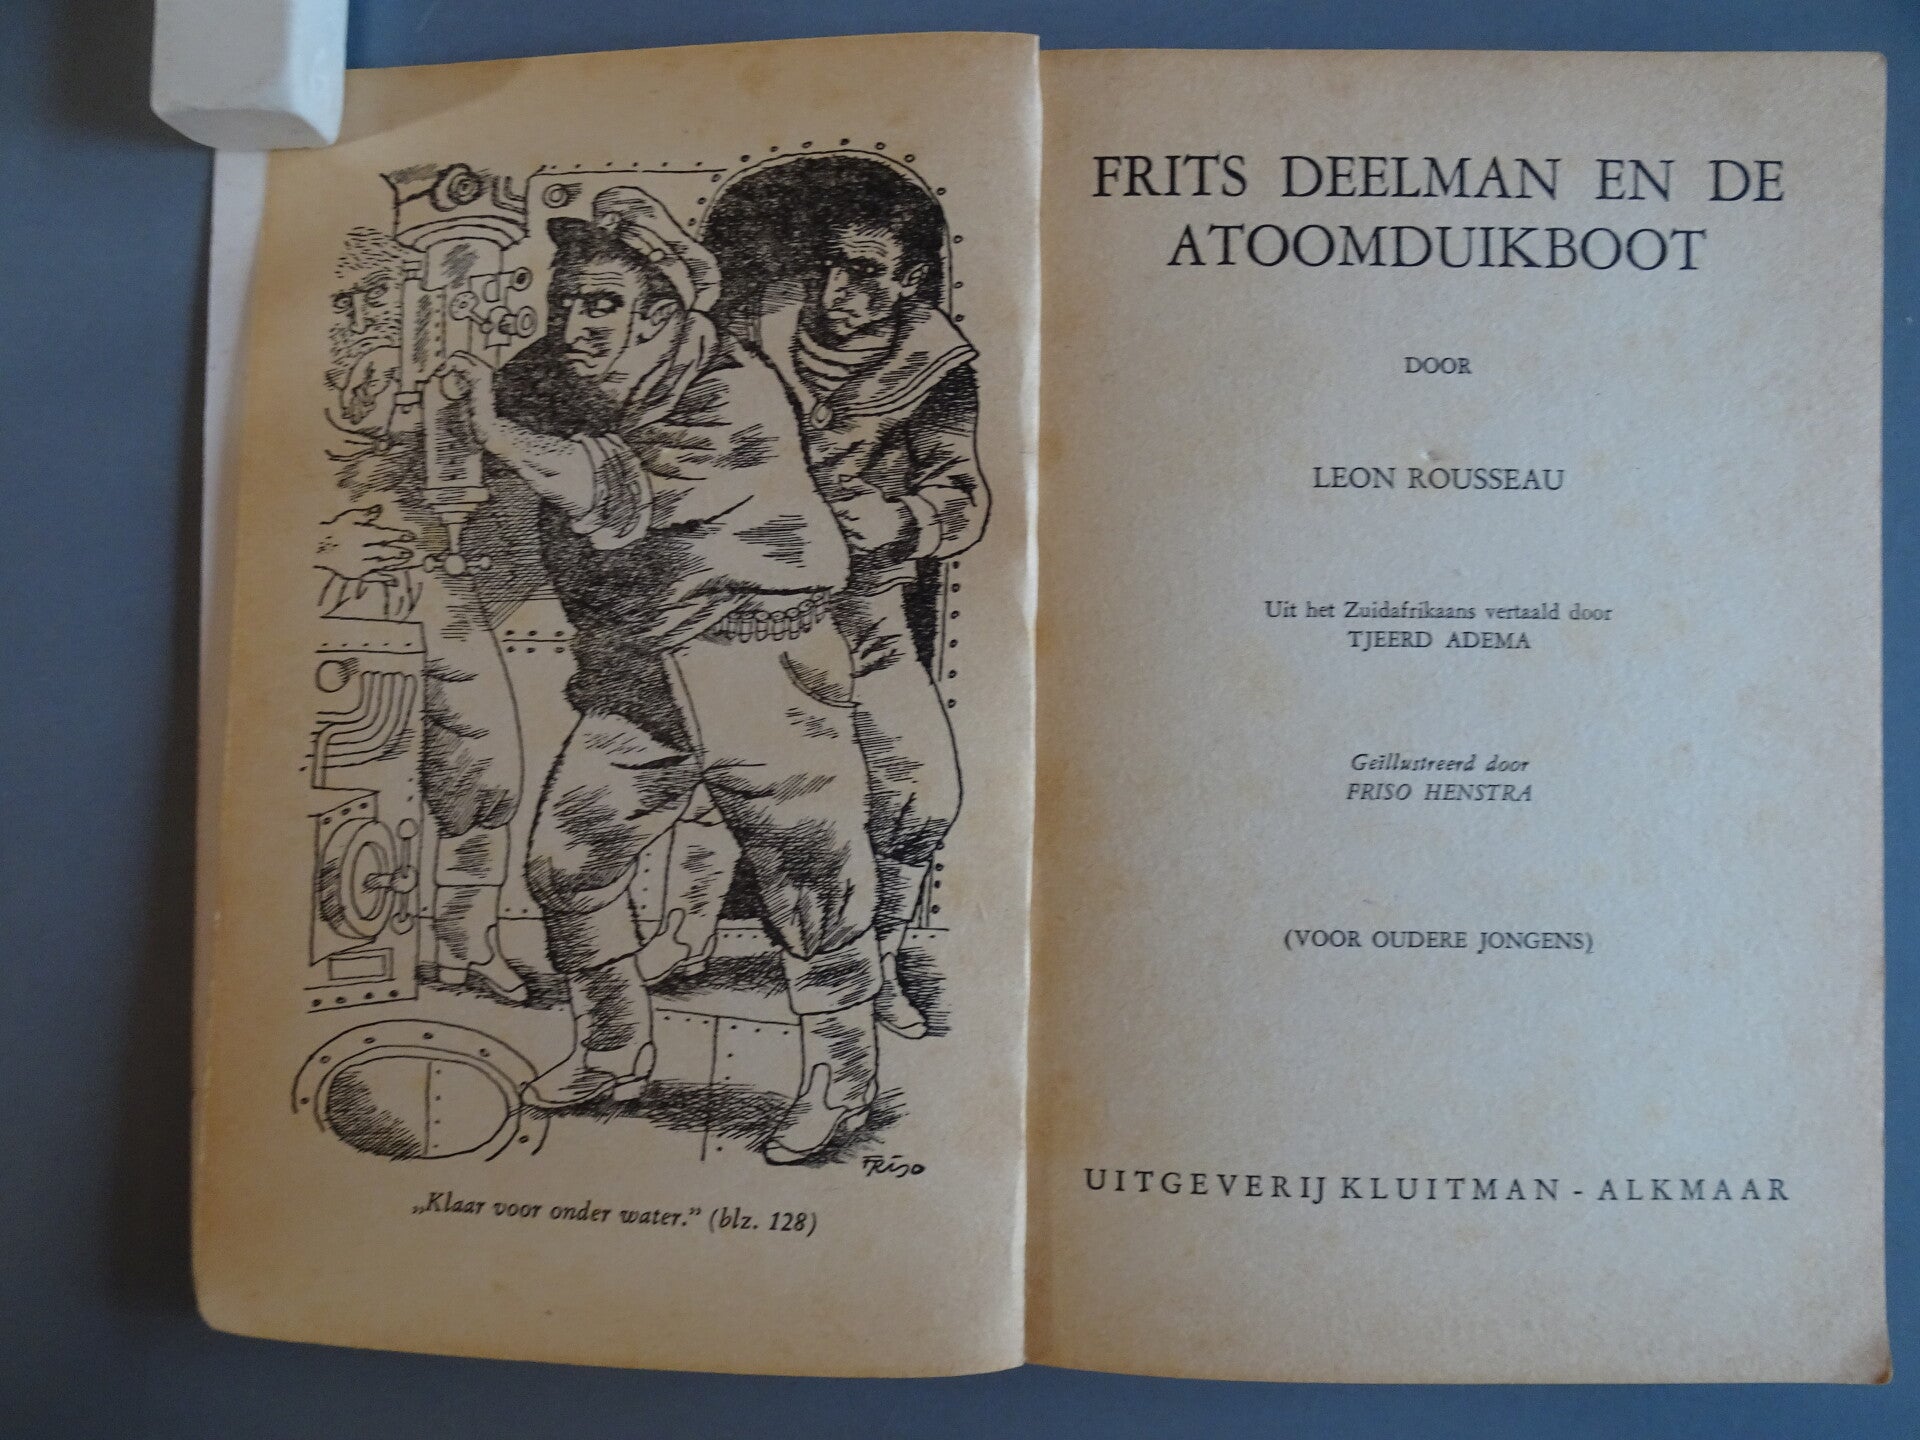 Friso
„Klaar voor onder water.” (blz. 128)
FRITS DEELMAN EN DE
ATOOMDUIKBOOT
DOOR
LEON ROUSSEAU
Uit het Zuidafrikaans vertaald door
TJEERD ADEMA
Geïllustreerd door
FRISO HENSTRA
(VOOR OUDERE JONGENS)
UITGEVERIJ KLUITMAN - ALKMAAR